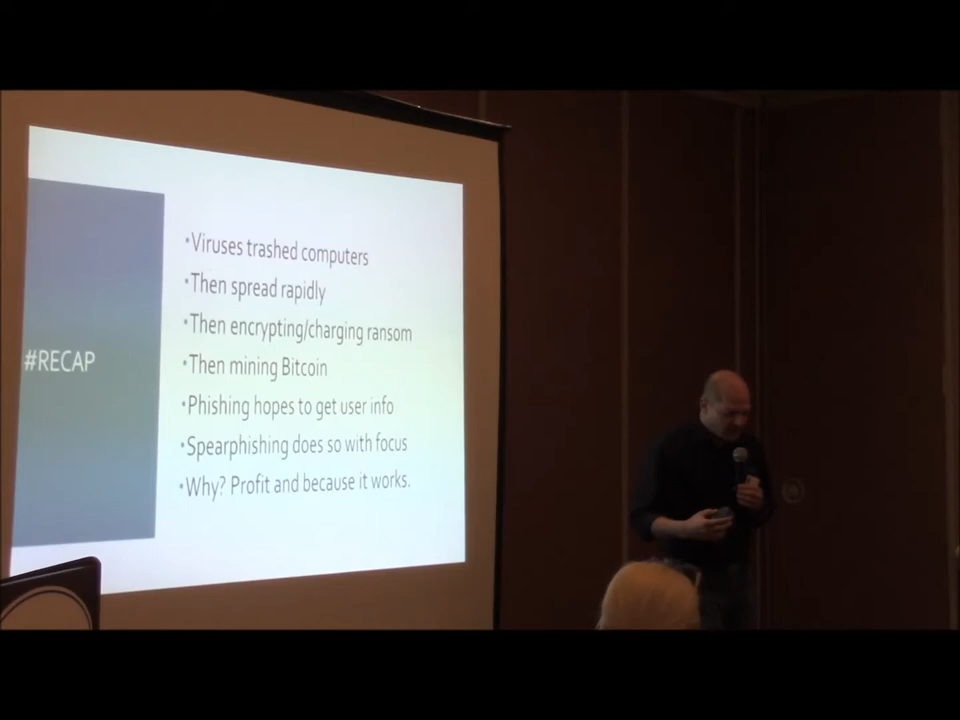 #RECAP
•Viruses trashed computers
•Then spread rapidly
•Then encrypting/charging ransom
•Then mining Bitcoin
•Phishing hopes to get user info
•Spearphishing does so with focus
•Why? Profit and because it works.